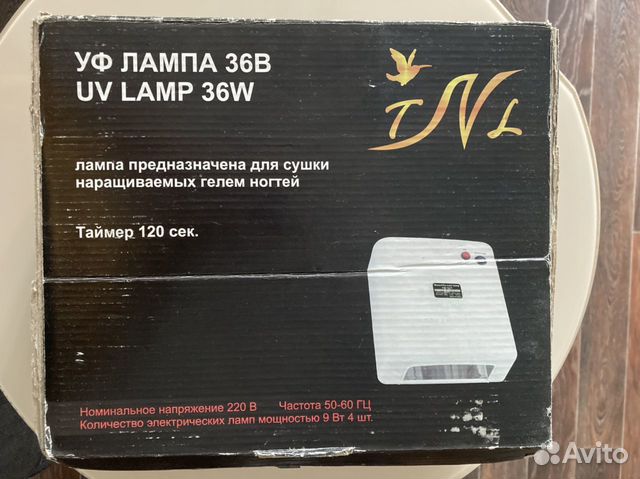 УФ ЛАМПА 36В
UV LAMP 36W
TNL
лампа предназначена для сушки
наращиваемых гелем ногтей
Таймер 120 сек.
Номинальное напряжение 220 В Частота 50-60 ГЦ
Количество электрических ламп мощностью 9 Вт 4 шт.
Avito